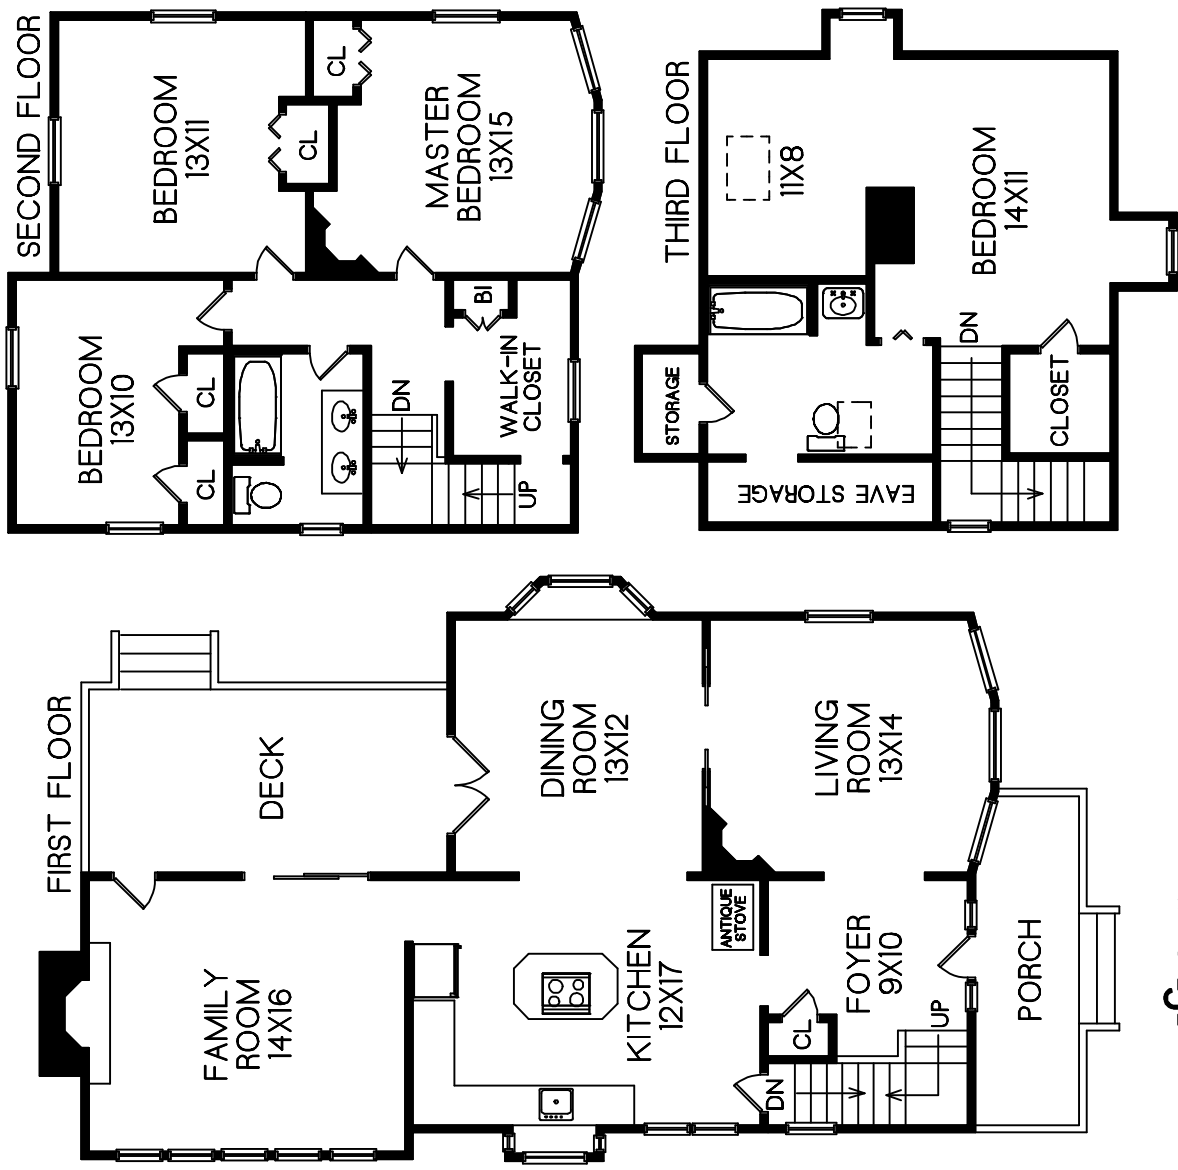 SECOND FLOOR
BEDROOM
13X11
CL
CL
MASTER
BEDROOM
13X15
BEDROOM
13X10
CL
CL
DN
BI
WALK-IN
CLOSET
UP
THIRD FLOOR
11X8
BEDROOM
14X11
DN
STORAGE
CLOSET
EAVE STORAGE
FIRST FLOOR
DECK
DINING
ROOM
13X12
LIVING
ROOM
13X14
FAMILY
ROOM
14X16
KITCHEN
12X17
ANTIQUE
STOVE
FOYER
9X10
CL
DN
UP
PORCH